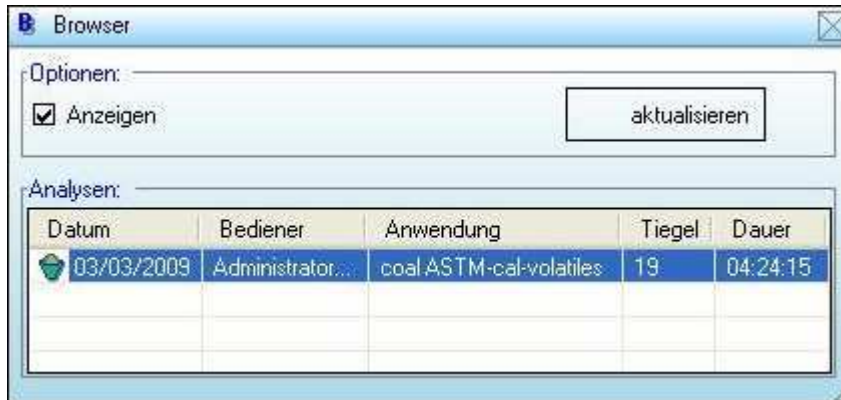 B Browser
Optionen:
Anzeigen aktualisieren
Analysen:
Datum Bediener Anwendung Tiegel Dauer
03/03/2009 Administrator... coal ASTM-cal-volatiles 19 04:24:15